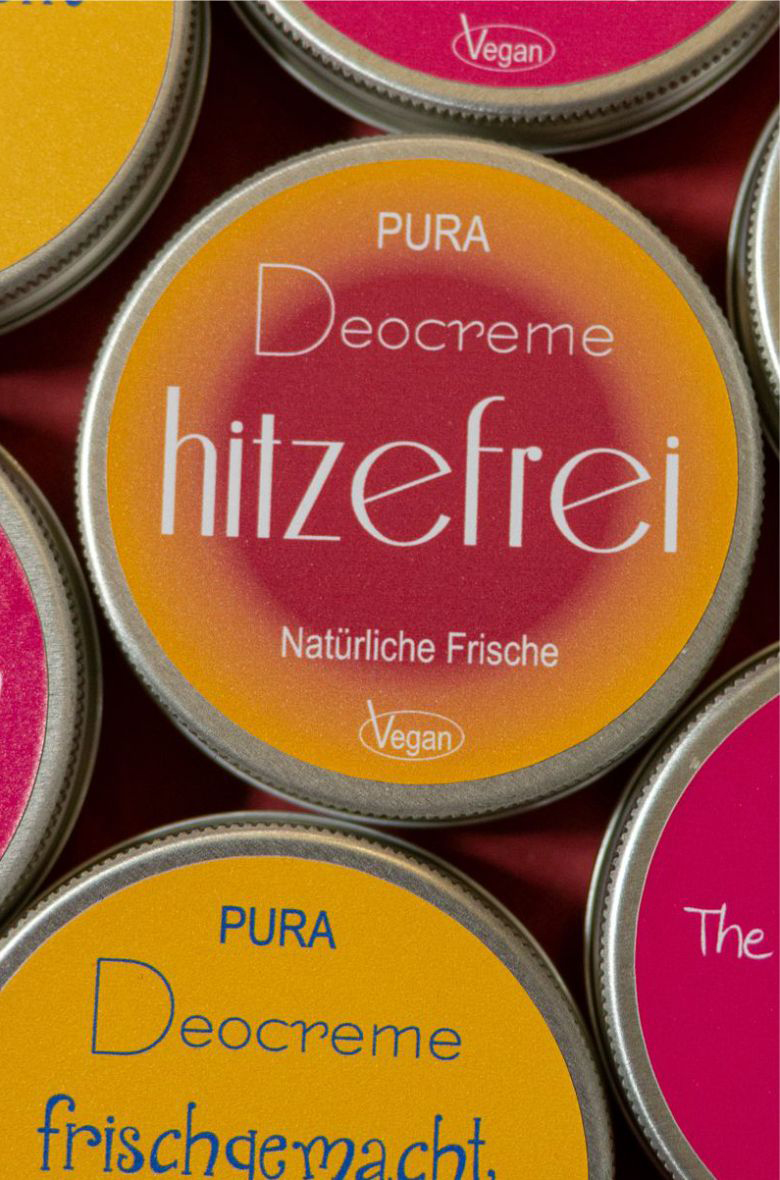 Vegan
PURA
Deocreme
hitzefrei
Natürliche Frische
Vegan
PURA
Deocreme
frischgemacht,
The